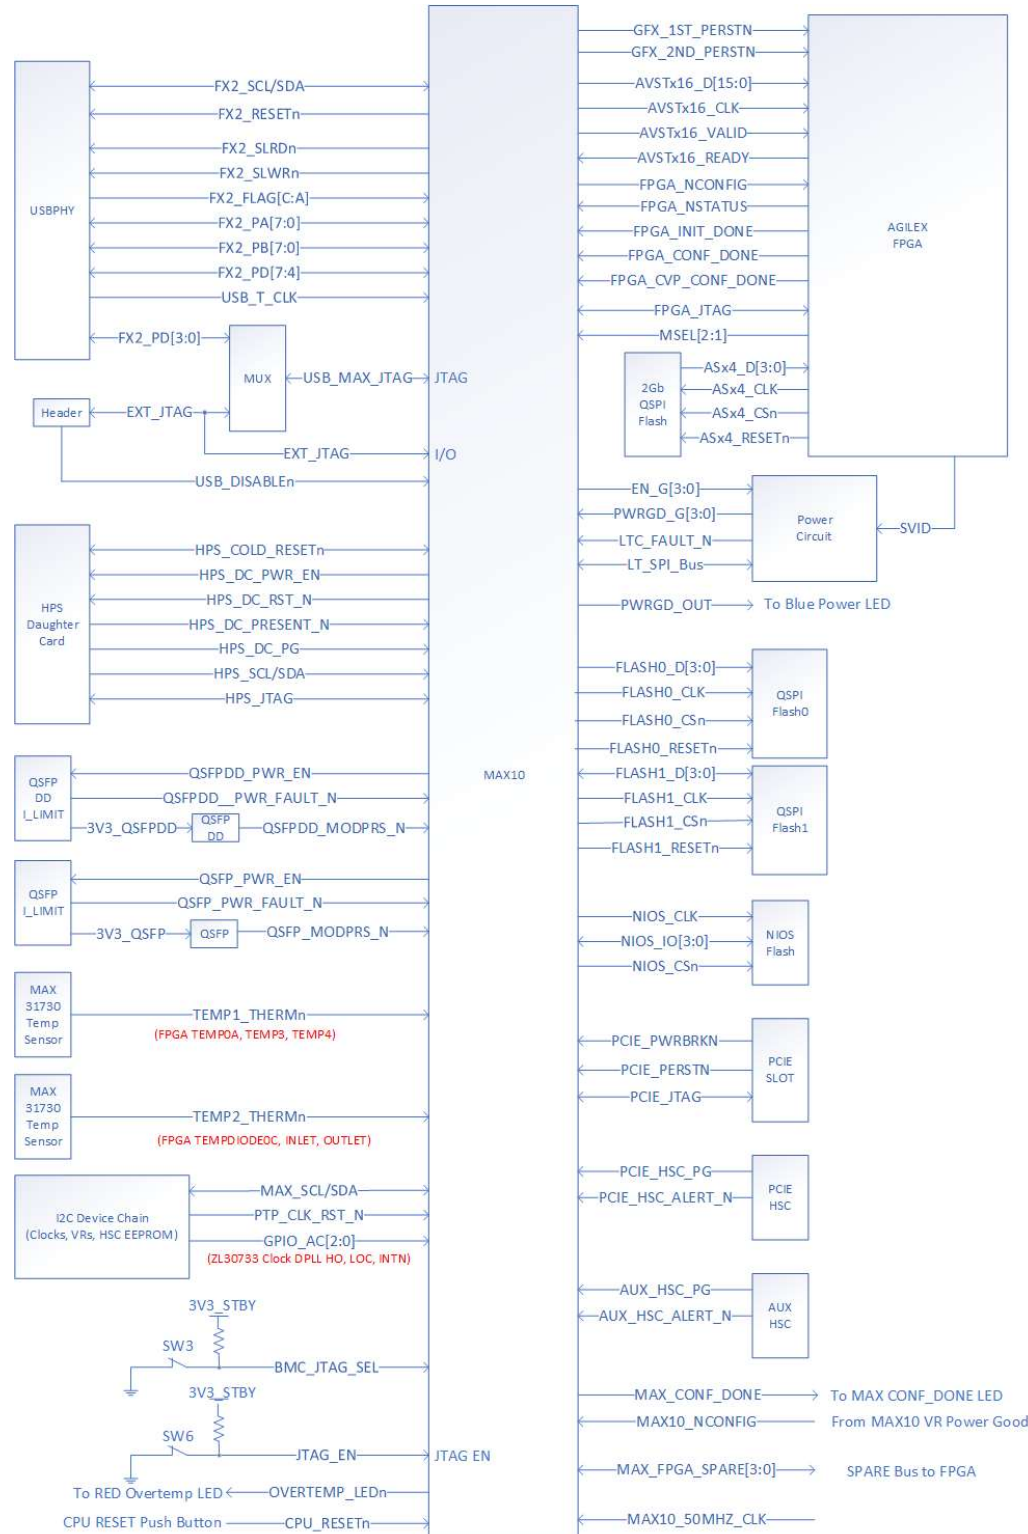 GFX_1ST_PERSTN
GFX_2ND_PERSTN
AVSTx16_D[15:0]
AVSTx16_CLK
AVSTx16_VALID
AVSTx16_READY
FPGA_NCONFIG
FPGA_NSTATUS
FPGA_INIT_DONE
FPGA_CONF_DONE
FPGA_CVP_CONF_DONE
FPGA_JTAG
MSEL[2:1]
AGILEX
FPGA
FX2_SCL/SDA
FX2_RESETn
FX2_SLRDn
FX2_SLWRn
FX2_FLAG[C:A]
FX2_PA[7:0]
FX2_PB[7:0]
FX2_PD[7:4]
USB_T_CLK
USBPHY
FX2_PD[3:0]
MUX
USB_MAX_JTAG
JTAG
Header
EXT_JTAG
EXT_JTAG
I/O
USB_DISABLEn
2Gb
QSPI
Flash
ASx4_D[3:0]
ASx4_CLK
ASx4_CSn
ASx4_RESETn
EN_G[3:0]
PWRGD_G[3:0]
LTC_FAULT_N
LT_SPI_Bus
Power
Circuit
SVID
PWRGD_OUT
To Blue Power LED
HPS
Daughter
Card
HPS_COLD_RESETn
HPS_DC_PWR_EN
HPS_DC_RST_N
HPS_DC_PRESENT_N
HPS_DC_PG
HPS_SCL/SDA
HPS_JTAG
FLASH0_D[3:0]
FLASH0_CLK
FLASH0_CSn
FLASH0_RESETn
QSPI
Flash0
MAX10
QSFP
DD
I_LIMIT
QSFPDD_PWR_EN
QSFPDD__PWR_FAULT_N
3V3_QSFPDD
QSFP
DD
QSFPDD_MODPRS_N
FLASH1_D[3:0]
FLASH1_CLK
FLASH1_CSn
FLASH1_RESETn
QSPI
Flash1
QSFP
I_LIMIT
QSFP_PWR_EN
QSFP_PWR_FAULT_N
3V3_QSFP
QSFP
QSFP_MODPRS_N
NIOS_CLK
NIOS_IO[3:0]
NIOS_CSn
NIOS
Flash
MAX
31730
Temp
Sensor
TEMP1_THERMn
(FPGA TEMP0A, TEMP3, TEMP4)
PCIE_PWRBRKN
PCIE_PERSTN
PCIE_JTAG
PCIE
SLOT
MAX
31730
Temp
Sensor
TEMP2_THERMn
(FPGA TEMPDIODE0C, INLET, OUTLET)
I2C Device Chain
(Clocks, VRs, HSC EEPROM)
MAX_SCL/SDA
PTP_CLK_RST_N
GPIO_AC[2:0]
(ZL30733 Clock DPLL HO, LOC, INTN)
PCIE_HSC_PG
PCIE_HSC_ALERT_N
PCIE
HSC
AUX_HSC_PG
AUX_HSC_ALERT_N
AUX
HSC
3V3_STBY
SW3
BMC_JTAG_SEL
3V3_STBY
SW6
JTAG_EN
JTAG EN
MAX_CONF_DONE
To MAX CONF_DONE LED
MAX10_NCONFIG
From MAX10 VR Power Good
MAX_FPGA_SPARE[3:0]
SPARE Bus to FPGA
To RED Overtemp LED
OVERTEMP_LEDn
CPU RESET Push Button
CPU_RESETn
MAX10_50MHZ_CLK